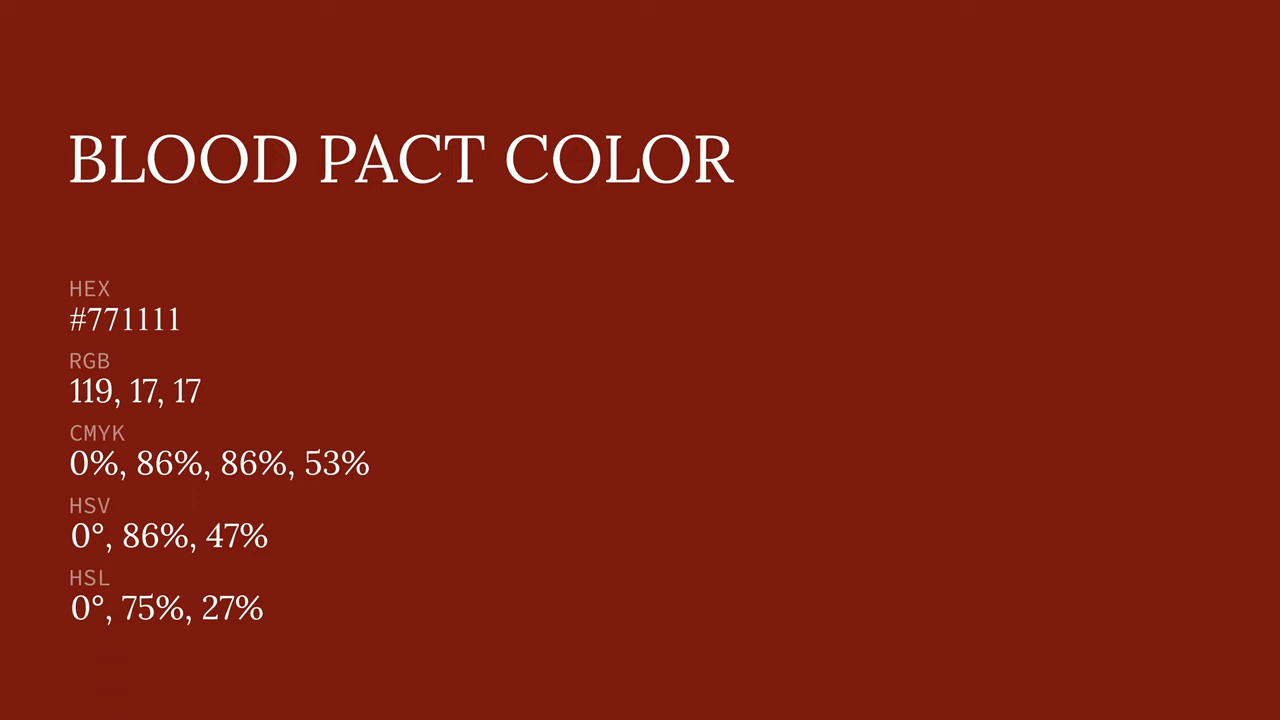 BLOOD PACT COLOR
HEX
#771111
RGB
119, 17, 17
CMYK
0%, 86%, 86%, 53%
HSV
0°, 86%, 47%
HSL
0°, 75%, 27%